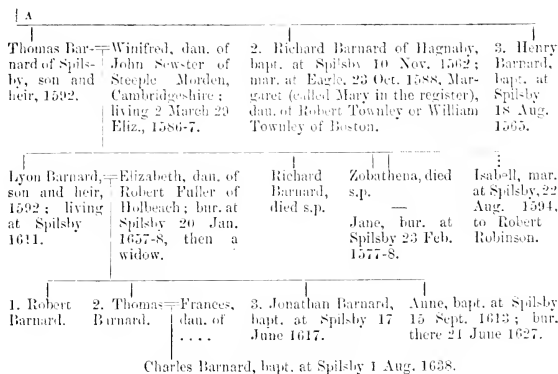 A
Thomas Bar-
nard of Spils-
by, son and
heir, 1592.
Winifred, dau. of
John Sewster of
Steeple Morden,
Cambridgeshire;
living 2 March 29
Eliz., 1586-7.
2. Richard Barnard of Hagnaby,
bapt. at Spilsby 10 Nov. 1562;
mar. at Eagle, 23 Oct. 1588, Mar-
garet (called Mary in the register),
dau. of Robert Townley or William
Townley of Boston.
3. Henry
Barnard,
bapt. at
Spilsby
18 Aug.
1565.
Lyon Barnard,
son and heir,
1592; living
at Spilsby
1611.
Elizabeth, dau. of
Robert Fuller of
Holbeach; bur. at
Spilsby 20 Jan.
1657-8, then a
widow.
Richard
Barnard,
died s.p.
Zobathena, died
s.p.
—
Jane, bur. at
Spilsby 23 Feb.
1577-8.
Isabell, mar.
at Spilsby, 22
Aug. 1594,
to Robert
Robinson.
1. Robert
Barnard.
2. Thomas
Barnard.
Frances,
dau. of
. . . .
3. Jonathan Barnard,
bapt. at Spilsby 17
June 1617.
Anne, bapt. at Spilsby
15 Sept. 1613; bur.
there 21 June 1627.
Charles Barnard, bapt. at Spilsby 1 Aug. 1638.